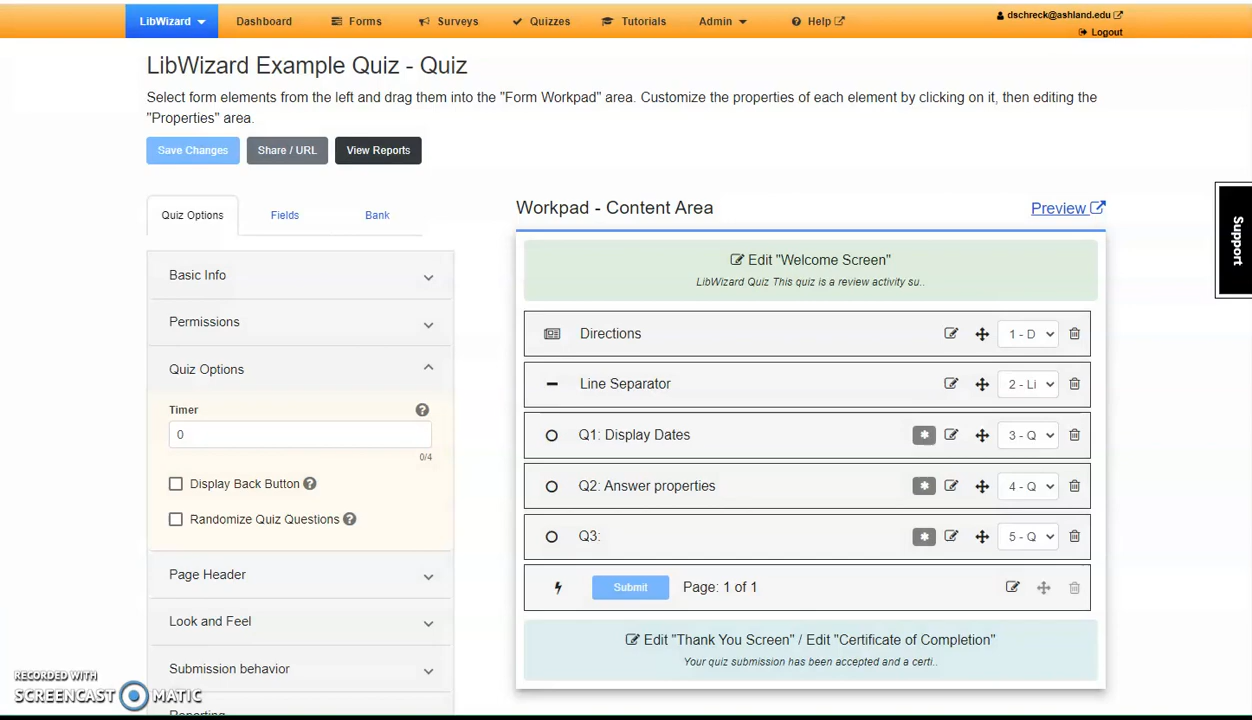 LibWizard Dashboard Forms Surveys Quizzes Tutorials Admin Help dschreck@ashland.edu
Logout
LibWizard Example Quiz - Quiz
Select form elements from the left and drag them into the "Form Workpad" area. Customize the properties of each element by clicking on it, then editing the
"Properties" area.
Save Changes Share / URL View Reports
Quiz Options Fields Bank
Basic Info
Permissions
Quiz Options
Timer
0
0/4
Display Back Button
Randomize Quiz Questions
Page Header
Look and Feel
Submission behavior
Reporting
Workpad - Content Area Preview
Edit "Welcome Screen"
LibWizard Quiz This quiz is a review activity su..
Directions 1 - D
Line Separator 2 - Li
Q1: Display Dates 3 - Q
Q2: Answer properties 4 - Q
Q3: 5 - Q
Submit Page: 1 of 1
Edit "Thank You Screen" / Edit "Certificate of Completion"
Your quiz submission has been accepted and a certi..
Support
RECORDED WITH
SCREENCAST MATIC